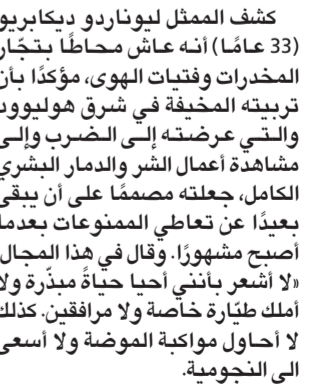 كشف الممثل ليوناردو ديكابريو
(33 عامًا) أنه عاش محاطًا بتجّار
المخدرات وفتيات الهوى، مؤكدًا بأن
تربيته المخيفة في شرق هوليوود
والتي عرضته إلى الضرب وإلى
مشاهدة أعمال الشر والدمار البشري
الكامل، جعلته مصممًا على أن يبقى
بعيدًا عن تعاطي الممنوعات بعدما
أصبح مشهورًا. وقال في هذا المجال
«لا أشعر بأنني أحيا حياةً مبذّرة ولا
أملك طيّارة خاصة ولا مرافقين. كذلك
لا أحاول مواكبة الموضة ولا أسعى
الى النجومية.